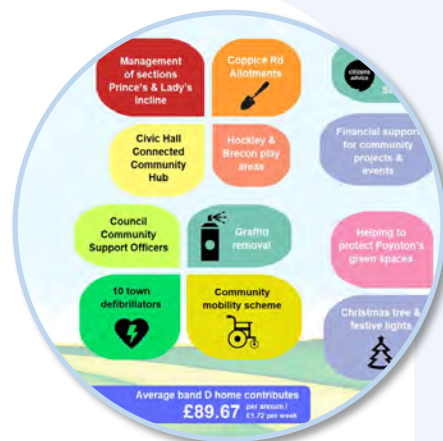 Management
of sections
Prince's & Lady's
Incline
Coppice Rd
Allotments
citizens
advice
Civic Hall
Connected
Community
Hub
Hockley &
Brecon play
areas
Financial support
for community
projects &
events
Council
Community
Support Officers
Graffiti
removal
Helping to
protect Poynton's
green spaces
10 town
defibrillators
Community
mobility scheme
Christmas tree &
festive lights
Average band D home contributes
£89.67 per annum /
£1.72 per week